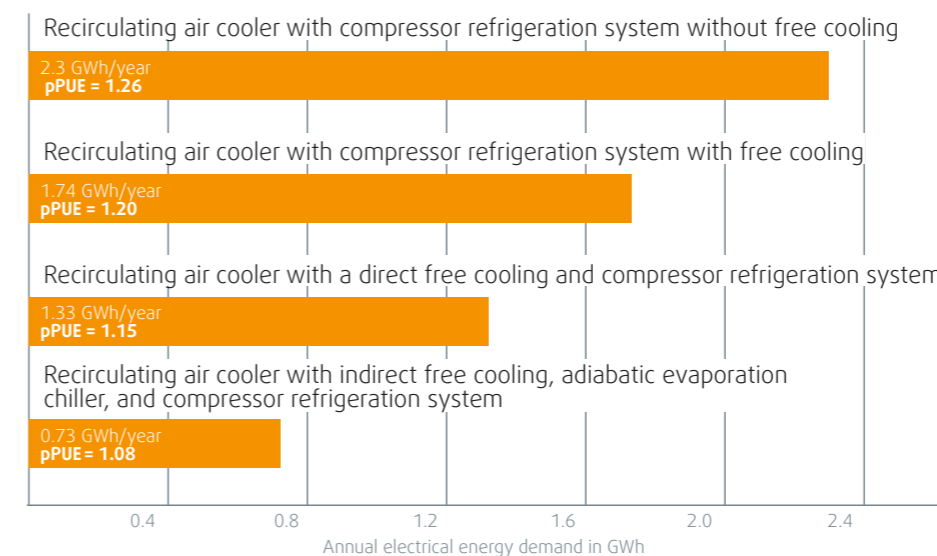 Recirculating air cooler with compressor refrigeration system without free cooling
2.3 GWh/year
pPUE = 1.26
Recirculating air cooler with compressor refrigeration system with free cooling
1.74 GWh/year
pPUE = 1.20
Recirculating air cooler with a direct free cooling and compressor refrigeration system
1.33 GWh/year
pPUE = 1.15
Recirculating air cooler with indirect free cooling, adiabatic evaporation
chiller, and compressor refrigeration system
0.73 GWh/year
pPUE = 1.08
0.4 0.8 1.2 1.6 2.0 2.4
Annual electrical energy demand in GWh